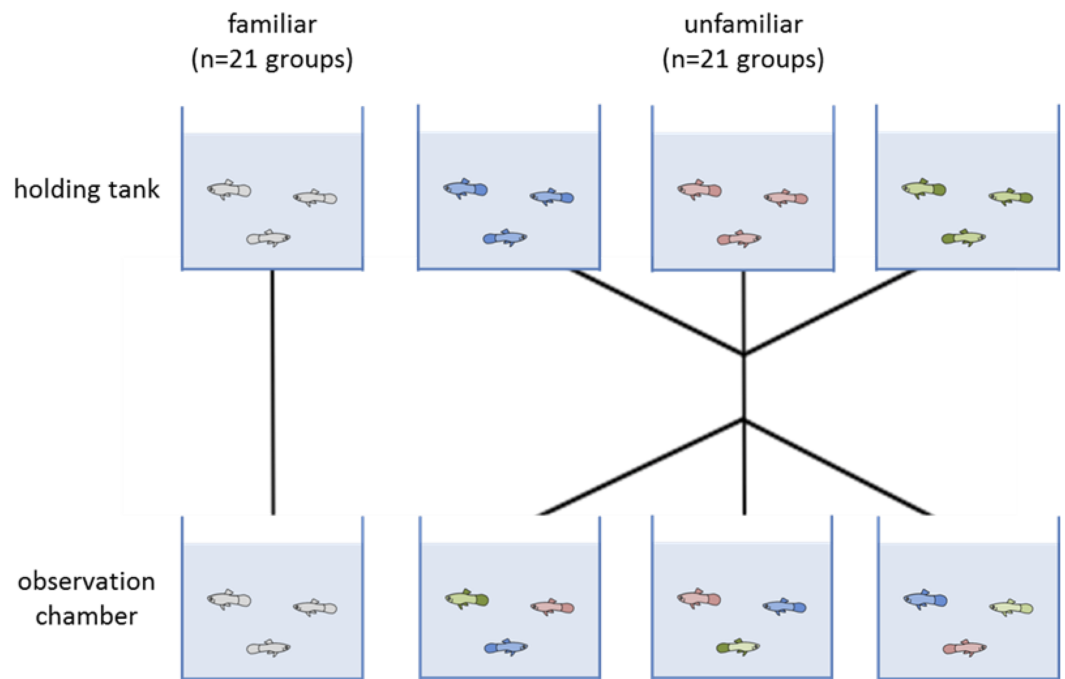 familiar
(n=21 groups)
unfamiliar
(n=21 groups)
holding tank
observation
chamber